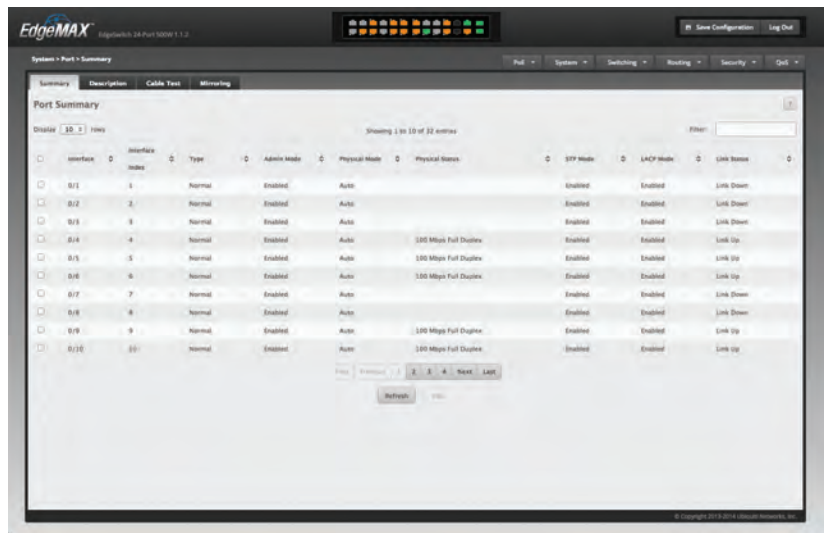 EdgeMAX EdgeSwitch 24-Port 500W 1.1.2
Save Configuration Log Out
System > Port > Summary
PoE System Switching Routing Security QoS
Summary Description Cable Test Mirroring
Port Summary
?
Display 10 rows Showing 1 to 10 of 32 entries Filter:
Interface Interface Index Type Admin Mode Physical Mode Physical Status STP Mode LACP Mode Link Status
0/1 1 Normal Enabled Auto Enabled Enabled Link Down
0/2 2 Normal Enabled Auto Enabled Enabled Link Down
0/3 3 Normal Enabled Auto Enabled Enabled Link Down
0/4 4 Normal Enabled Auto 100 Mbps Full Duplex Enabled Enabled Link Up
0/5 5 Normal Enabled Auto 100 Mbps Full Duplex Enabled Enabled Link Up
0/6 6 Normal Enabled Auto 100 Mbps Full Duplex Enabled Enabled Link Up
0/7 7 Normal Enabled Auto Enabled Enabled Link Down
0/8 8 Normal Enabled Auto Enabled Enabled Link Down
0/9 9 Normal Enabled Auto 100 Mbps Full Duplex Enabled Enabled Link Up
0/10 10 Normal Enabled Auto 100 Mbps Full Duplex Enabled Enabled Link Up
First Previous 1 2 3 4 Next Last
Refresh Edit
© Copyright 2013-2014 Ubiquiti Networks, Inc.